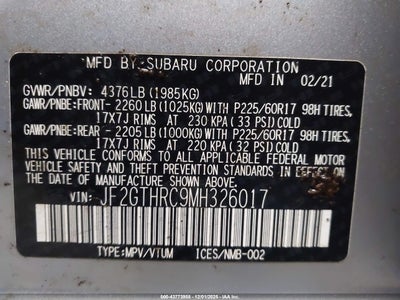 MFD BY SUBARU CORPORATION
GVWR/PNBV: 4376LB (1985KG) IN 02/21
GAWR/PNBE:FRONT- 2260LB (1025KG) WITH P225/60R17 98H TIRES,
17X7J RIMS AT 230 KPA (33 PSI) COLD
GAWR/PNBE:REAR - 2205LB (1000KG) WITH P225/60R17 98H TIRES,
17X7J RIMS AT 220 KPA (32 PSI) COLD
THIS VEHICLE CONFORMS TO ALL APPLICABLE FEDERAL MOTOR
VEHICLE SAFETY, BUMPER, AND THEFT PREVENTION STANDARDS IN EFFECT
ON THE DATE OF MANUFACTURE SHOWN ABOVE.
VIN: JF2GTHRC9MH326017
TYPE:MPV/VTUM ICES/NMB-002